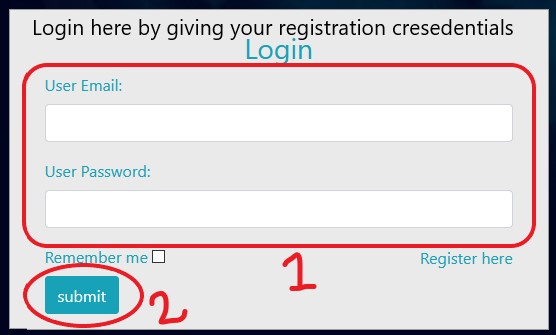 Login here by giving your registration cresedentials
Login
User Email:
User Password:
Remember me Register here
1
submit 2